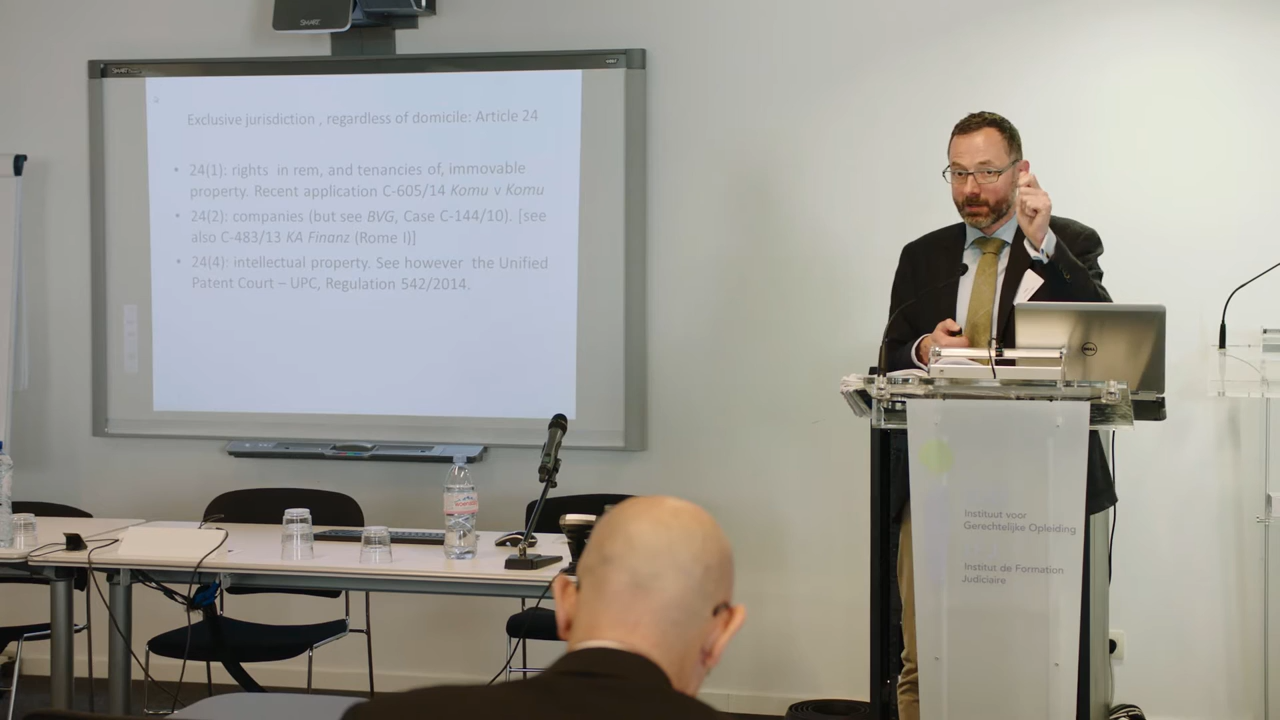 SMART
Exclusive jurisdiction , regardless of domicile: Article 24
• 24(1): rights in rem, and tenancies of, immovable
property. Recent application C-605/14 Komu v Komu
• 24(2): companies (but see BVG, Case C-144/10). [see
also C-483/13 KA Finanz (Rome I)]
• 24(4): intellectual property. See however the Unified
Patent Court – UPC, Regulation 542/2014.
DELL
Instituut voor
Gerechtelijke Opleiding
Institut de Formation
Judiciaire